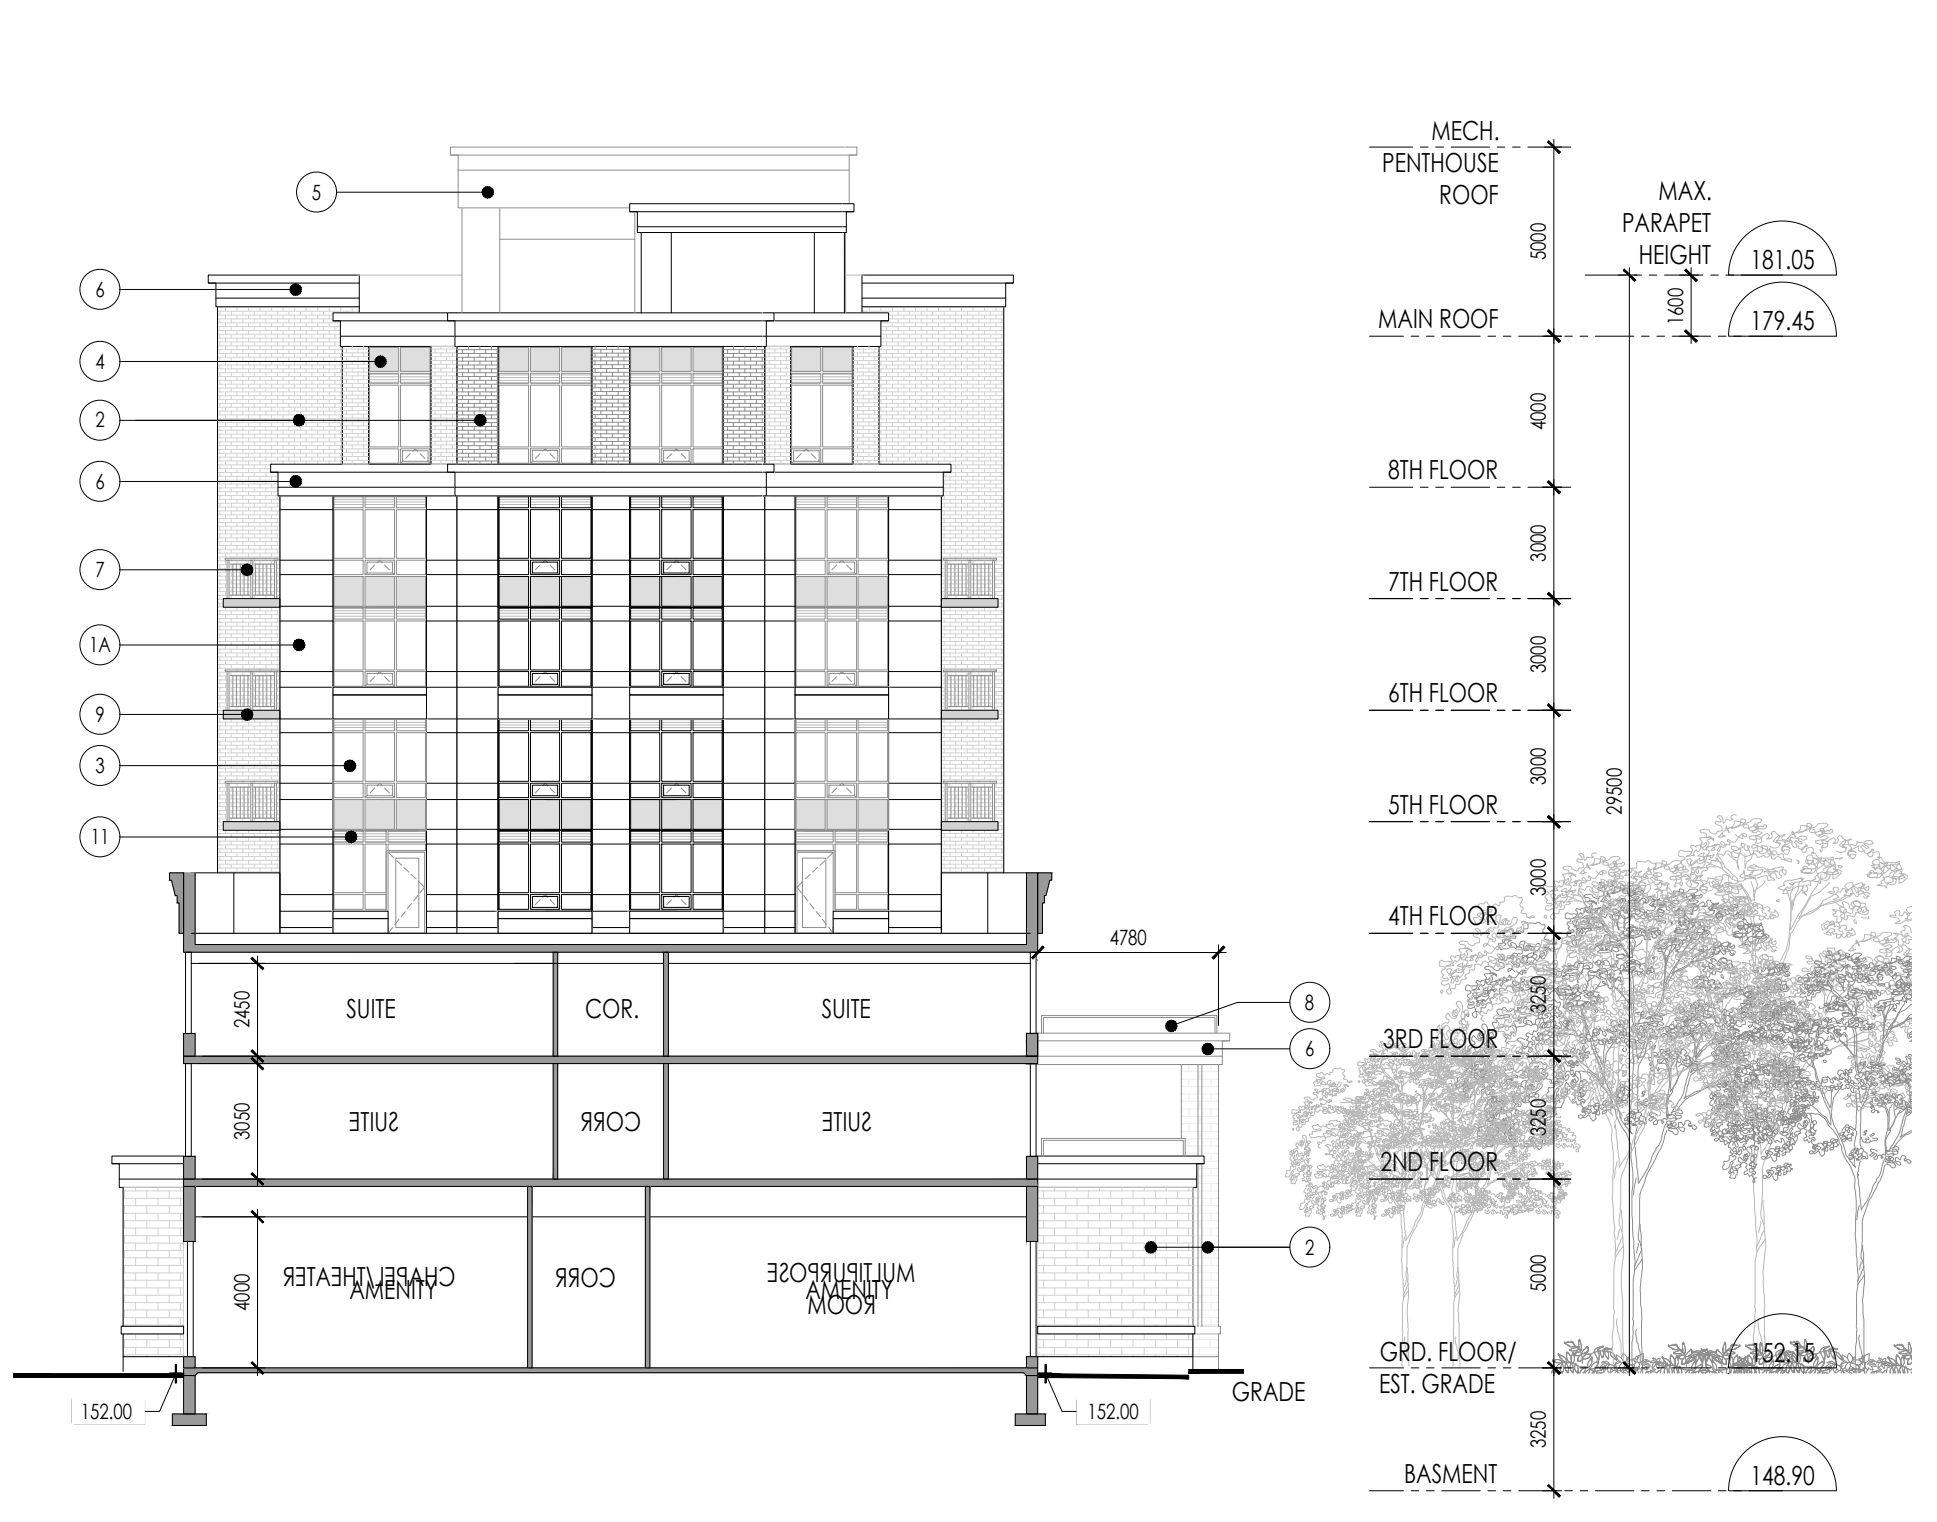 MECH.
PENTHOUSE
ROOF
5
MAX.
PARAPET
HEIGHT
5000
181.05
6
1600
179.45
MAIN ROOF
4
4000
2
8TH FLOOR
6
3000
7
7TH FLOOR
1A
3000
6TH FLOOR
9
3
3000
29500
5TH FLOOR
11
3000
4TH FLOOR
4780
2450
SUITE
COR.
SUITE
8
3250
3RD FLOOR
6
3050
SUITE
CORR
SUITE
3250
2ND FLOOR
2
4000
CHAPEL/THEATER
AMENITY
CORR
MULTIPURPOSE
AMENITY
ROOM
5000
GRD. FLOOR/
EST. GRADE
152.15
GRADE
152.00
152.00
3250
BASMENT
148.90